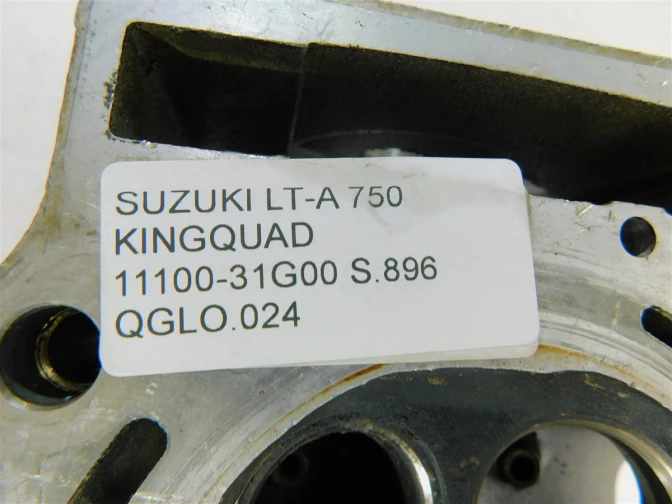 SUZUKI LT-A 750
KINGQUAD
11100-31G00 S.896
QGLO.024